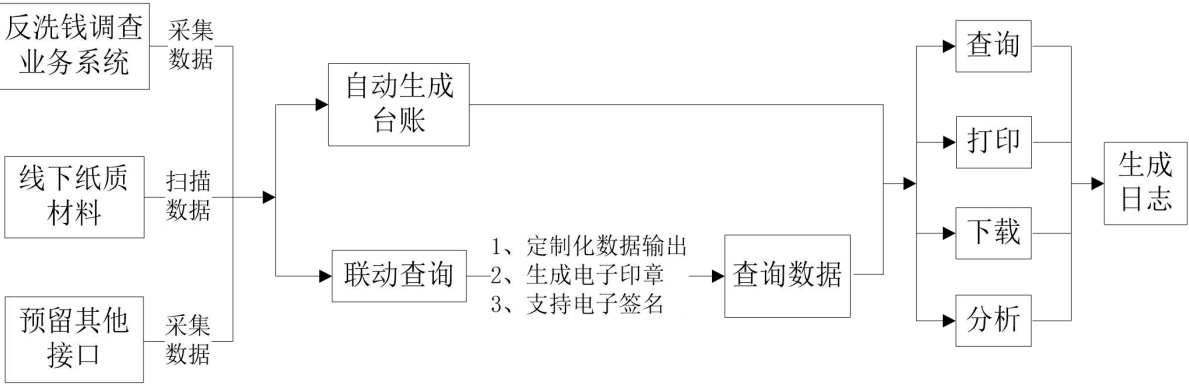 反洗钱调查
业务系统
采集
数据
线下纸质
材料
扫描
数据
预留其他
接口
采集
数据
自动生成
台账
联动查询
1、定制化数据输出
2、生成电子印章
3、支持电子签名
查询数据
查询
打印
下载
分析
生成
日志